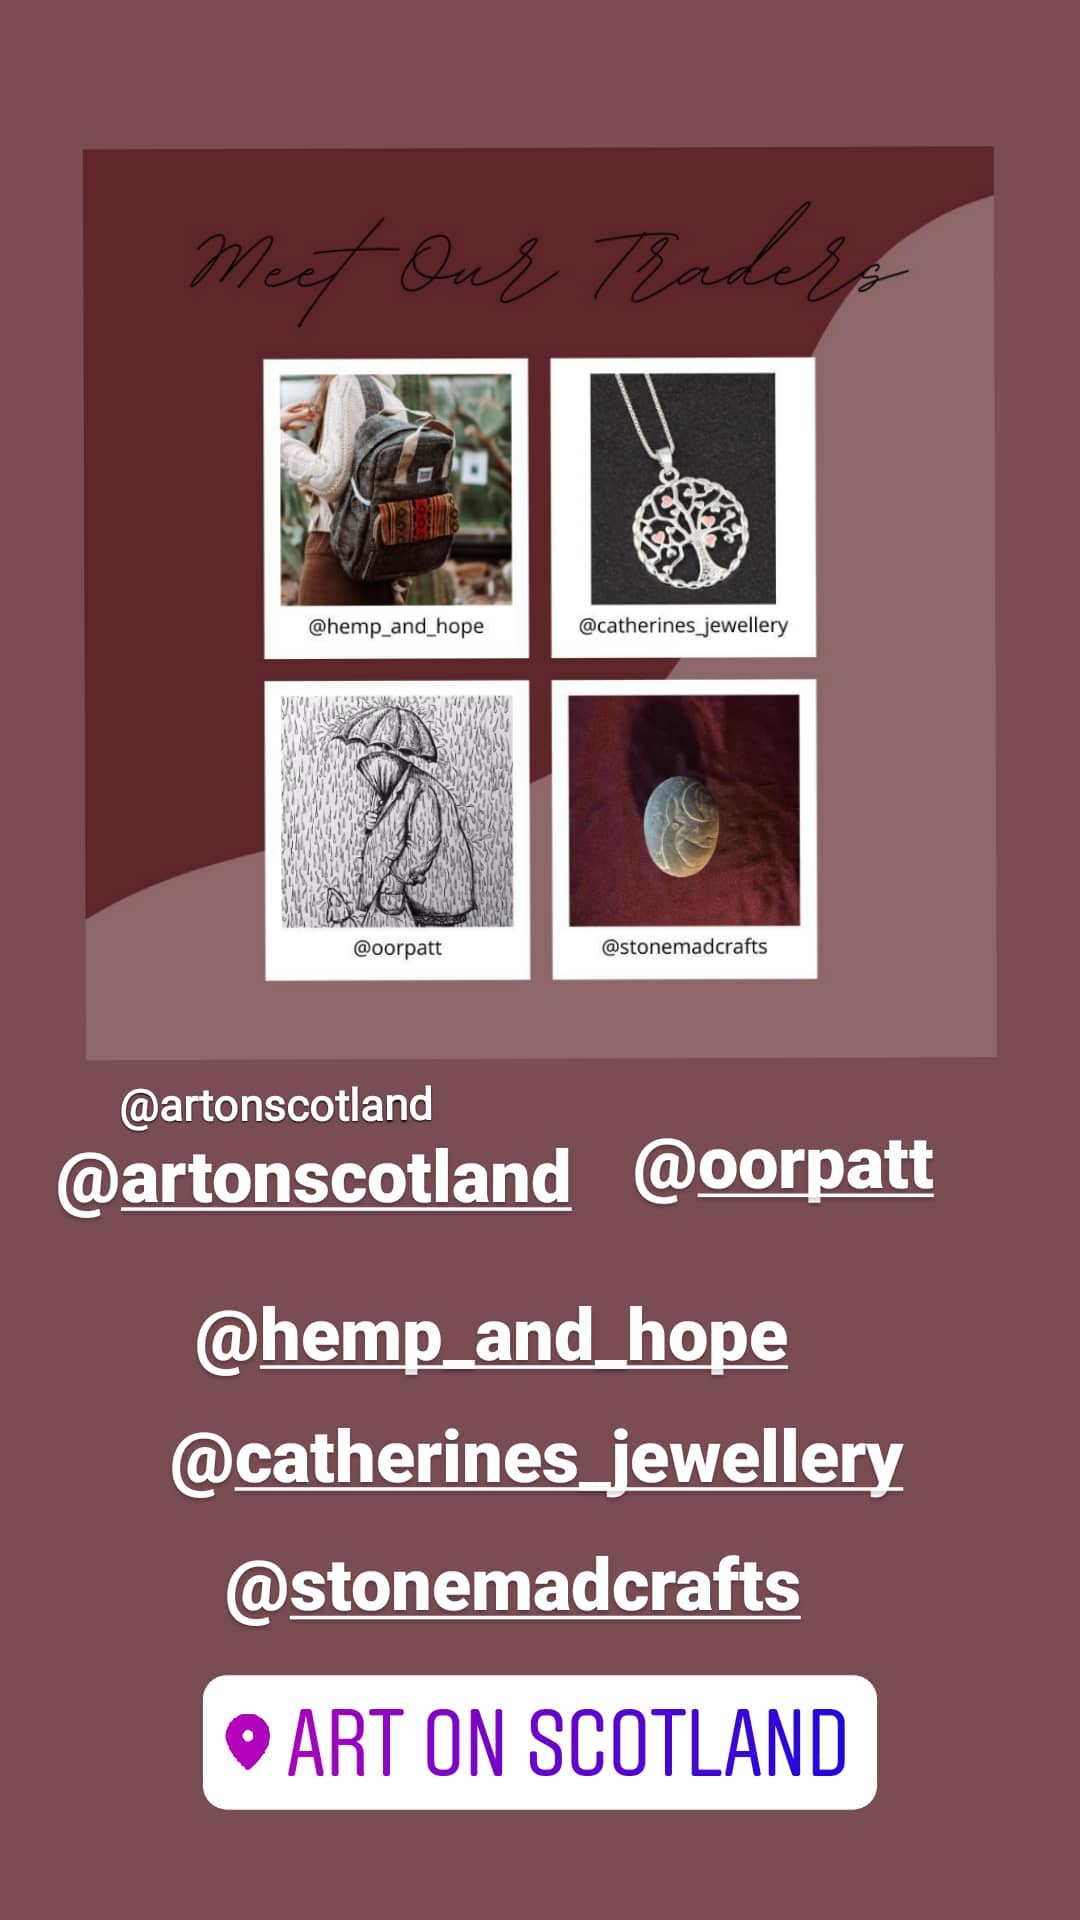 Meet Our Traders
@hemp_and_hope
@catherines_jewellery
@oorpatt
@stonemadcrafts
@artonscotland
@artonscotland
@oorpatt
@hemp_and_hope
@catherines_jewellery
@stonemadcrafts
ART ON SCOTLAND